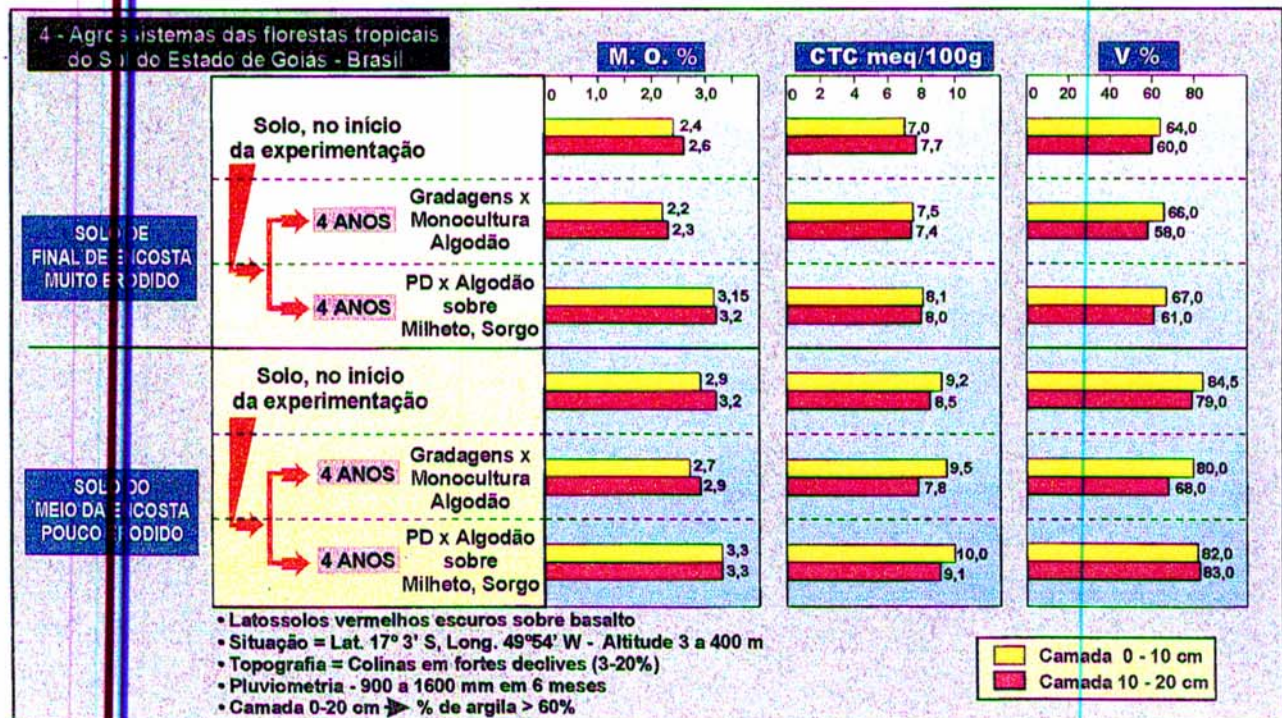 4 - Agrossistemas das florestas tropicais
do Sul do Estado de Goiás - Brasil
M. O. %
CTC meq/100g
V %
0 1,0 2,0 3,0
0 2 4 6 8 10
0 20 40 60 80
SOLO DE
FINAL DE ENCOSTA
MUITO ERODIDO
Solo, no início
da experimentação
2,4
2,6
7,0
7,7
64,0
60,0
4 ANOS
Gradagens x
Monocultura
Algodão
2,2
2,3
7,5
7,4
66,0
58,0
4 ANOS
PD x Algodão
sobre
Milheto, Sorgo
3,15
3,2
8,1
8,0
67,0
61,0
SOLO DO
MEIO DA ENCOSTA
POUCO ERODIDO
Solo, no início
da experimentação
2,9
3,2
9,2
8,5
84,5
79,0
4 ANOS
Gradagens x
Monocultura
Algodão
2,7
2,9
9,5
7,8
80,0
68,0
4 ANOS
PD x Algodão
sobre
Milheto, Sorgo
3,3
3,3
10,0
9,1
82,0
83,0
• Latossolos vermelhos escuros sobre basalto
• Situação = Lat. 17º 3' S, Long. 49º54' W - Altitude 3 a 400 m
• Topografia = Colinas em fortes declives (3-20%)
• Pluviometria - 900 a 1600 mm em 6 meses
• Camada 0-20 cm ➤ % de argila > 60%
Camada 0 - 10 cm
Camada 10 - 20 cm